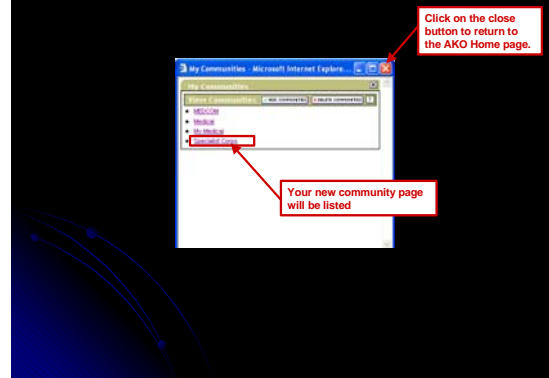 Click on the close
button to return to
the AKO Home page.
My Communities - Microsoft Internet Explore...
My Communities
View Communities
MEDCOM
Medical
My Medical
Specialist Corps
Your new community page
will be listed